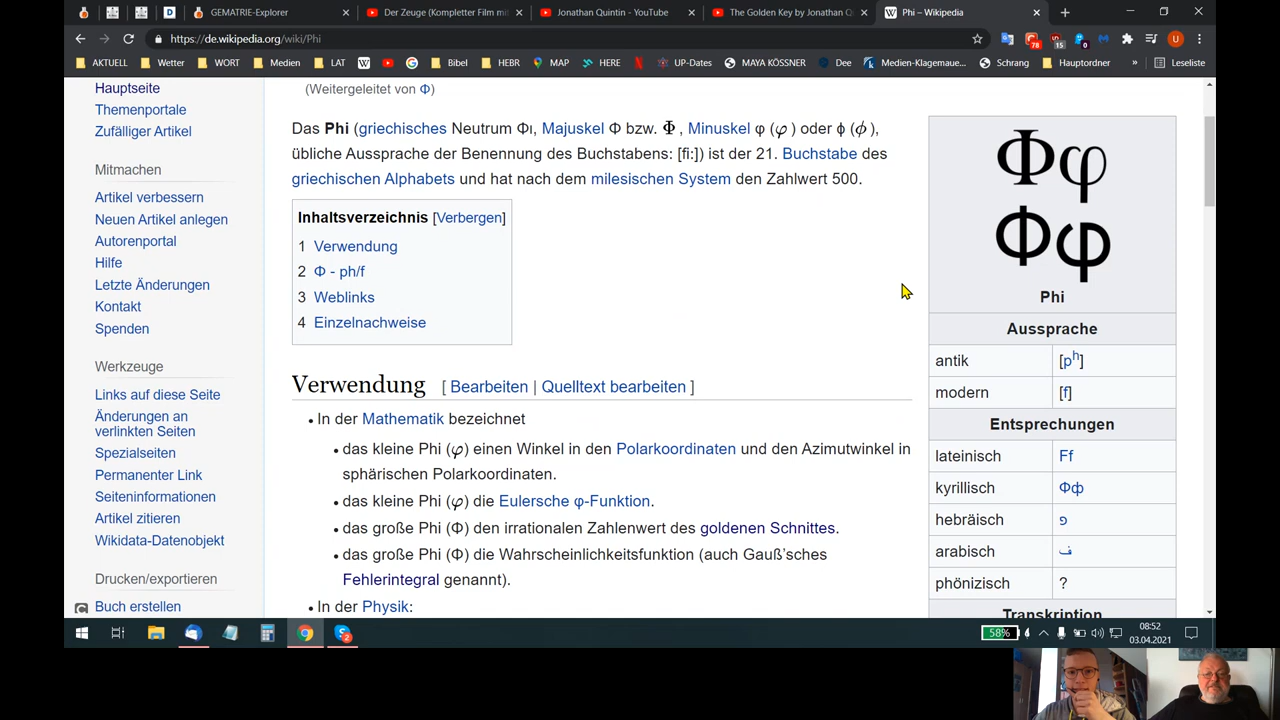 GEMATRIE-Explorer
Der Zeuge (Kompletter Film mi
Jonathan Quintin - YouTube
The Golden Key by Jonathan Q
Phi – Wikipedia
https://de.wikipedia.org/wiki/Phi
78
15
0
U
AKTUELL
Wetter
WORT
Medien
LAT
Bibel
HEBR
MAP
HERE
UP-Dates
MAYA KÖSSNER
Dee
Medien-Klagemaue...
Schrang
Hauptordner
»
Leseliste
Hauptseite
Themenportale
Zufälliger Artikel
Mitmachen
Artikel verbessern
Neuen Artikel anlegen
Autorenportal
Hilfe
Letzte Änderungen
Kontakt
Spenden
Werkzeuge
Links auf diese Seite
Änderungen an
verlinkten Seiten
Spezialseiten
Permanenter Link
Seiteninformationen
Artikel zitieren
Wikidata-Datenobjekt
Drucken/exportieren
Buch erstellen
(Weitergeleitet von Φ)
Das Phi (griechisches Neutrum Φι, Majuskel Φ bzw. Φ , Minuskel φ (φ ) oder ϕ (ϕ ),
übliche Aussprache der Benennung des Buchstabens: [fiː]) ist der 21. Buchstabe des
griechischen Alphabets und hat nach dem milesischen System den Zahlwert 500.
Inhaltsverzeichnis [Verbergen]
1 Verwendung
2 Φ - ph/f
3 Weblinks
4 Einzelnachweise
Verwendung [ Bearbeiten | Quelltext bearbeiten ]
• In der Mathematik bezeichnet
• das kleine Phi (φ) einen Winkel in den Polarkoordinaten und den Azimutwinkel in
sphärischen Polarkoordinaten.
• das kleine Phi (φ) die Eulersche φ-Funktion.
• das große Phi (Φ) den irrationalen Zahlenwert des goldenen Schnittes.
• das große Phi (Φ) die Wahrscheinlichkeitsfunktion (auch Gauß'sches
Fehlerintegral genannt).
• In der Physik:
Φφ
Φφ
Phi
Aussprache
antik [pʰ]
modern [f]
Entsprechungen
lateinisch Ff
kyrillisch Фф
hebräisch פ
arabisch ف
phönizisch ?
Transkription
58%
08:52
03.04.2021